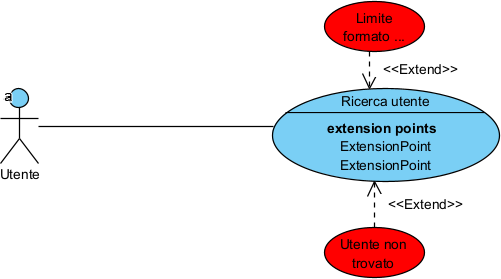 Limite
formato ...
<<Extend>>
a
Ricerca utente
extension points
ExtensionPoint
ExtensionPoint
Utente
<<Extend>>
Utente non
trovato